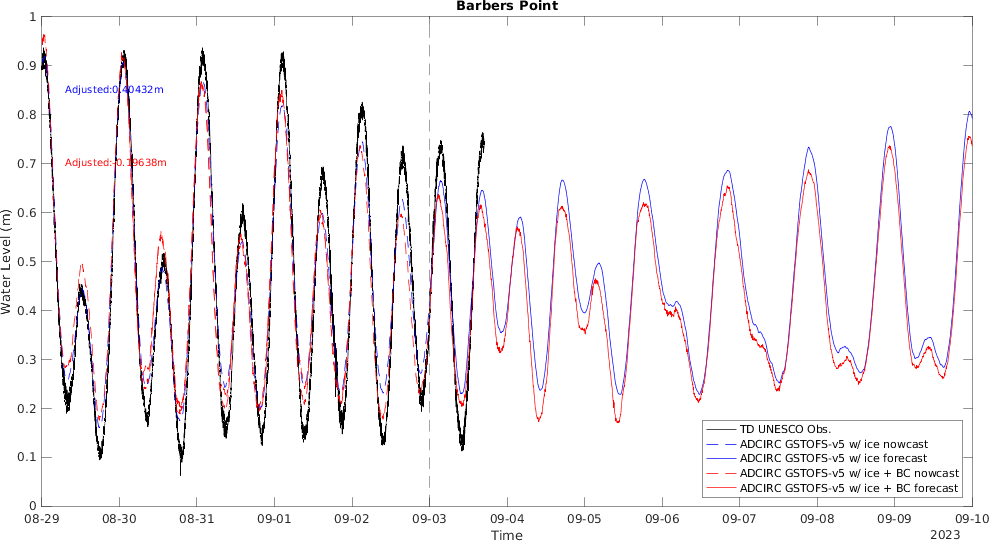 Barbers Point
1
0.9
0.8
0.7
0.6
0.5
0.4
0.3
0.2
0.1
0
Water Level (m)
Adjusted:0.40432m
Adjusted:-0.19638m
TD UNESCO Obs.
ADCIRC GSTOFS-v5 w/ ice nowcast
ADCIRC GSTOFS-v5 w/ ice forecast
ADCIRC GSTOFS-v5 w/ ice + BC nowcast
ADCIRC GSTOFS-v5 w/ ice + BC forecast
08-29 08-30 08-31 09-01 09-02 09-03 09-04 09-05 09-06 09-07 09-08 09-09 09-10
Time
2023